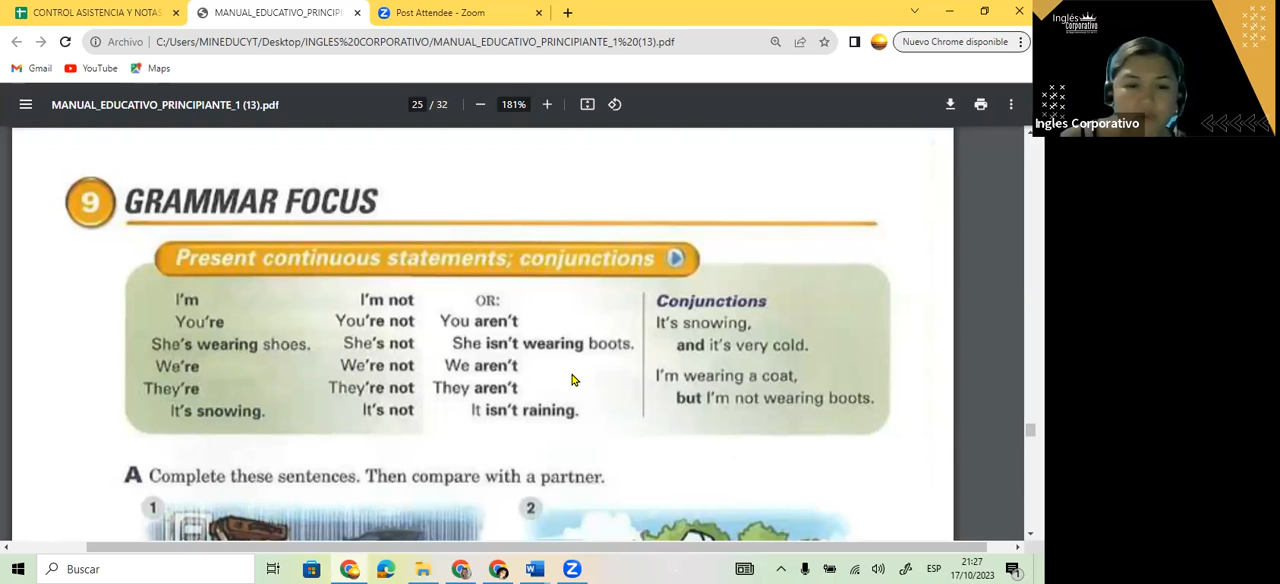 CONTROL ASISTENCIA Y NOTAS
MANUAL_EDUCATIVO_PRINCIPI
Post Attendee - Zoom
Archivo
C:/Users/MINEDUCYT/Desktop/INGLES%20CORPORATIVO/MANUAL_EDUCATIVO_PRINCIPIANTE_1%20(13).pdf
Nuevo Chrome disponible
Gmail
YouTube
Maps
MANUAL_EDUCATIVO_PRINCIPIANTE_1 (13).pdf
25 / 32
181%
Inglés
Corporativo
Ingles Corporativo
9 GRAMMAR FOCUS
Present continuous statements; conjunctions
I'm I'm not OR:
You're You're not You aren't
She's wearing shoes. She's not She isn't wearing boots.
We're We're not We aren't
They're They're not They aren't
It's snowing. It's not It isn't raining.
Conjunctions
It's snowing,
and it's very cold.
I'm wearing a coat,
but I'm not wearing boots.
A Complete these sentences. Then compare with a partner.
1
2
Buscar
ESP
21:27
17/10/2023
1